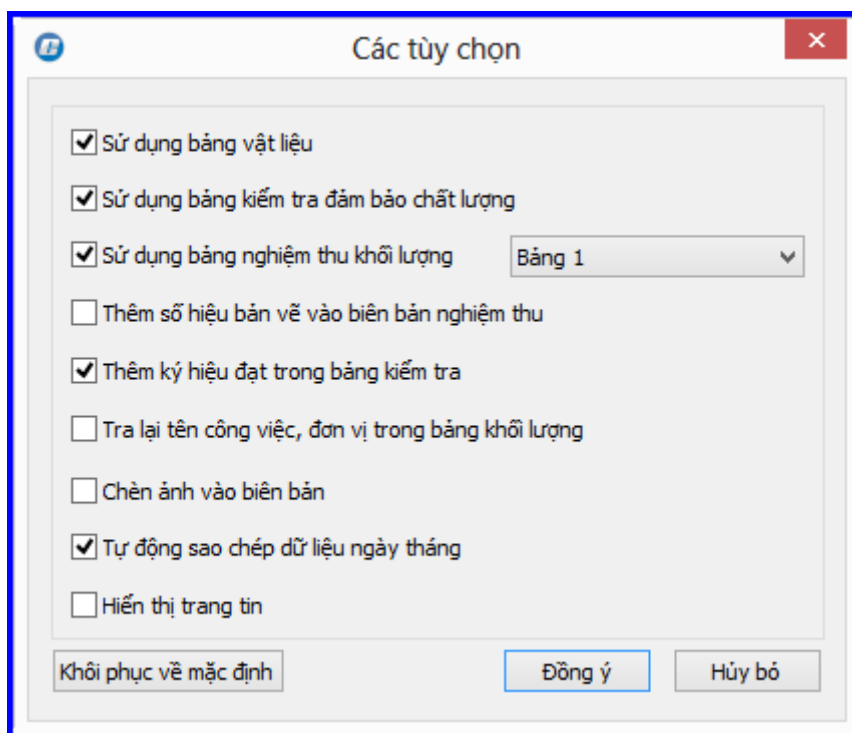 Các tùy chọn
Sử dụng bảng vật liệu
Sử dụng bảng kiểm tra đảm bảo chất lượng
Sử dụng bảng nghiệm thu khối lượng Bảng 1
Thêm số hiệu bản vẽ vào biên bản nghiệm thu
Thêm ký hiệu đạt trong bảng kiểm tra
Tra lại tên công việc, đơn vị trong bảng khối lượng
Chèn ảnh vào biên bản
Tự động sao chép dữ liệu ngày tháng
Hiển thị trang tin
Khôi phục về mặc định Đồng ý Hủy bỏ